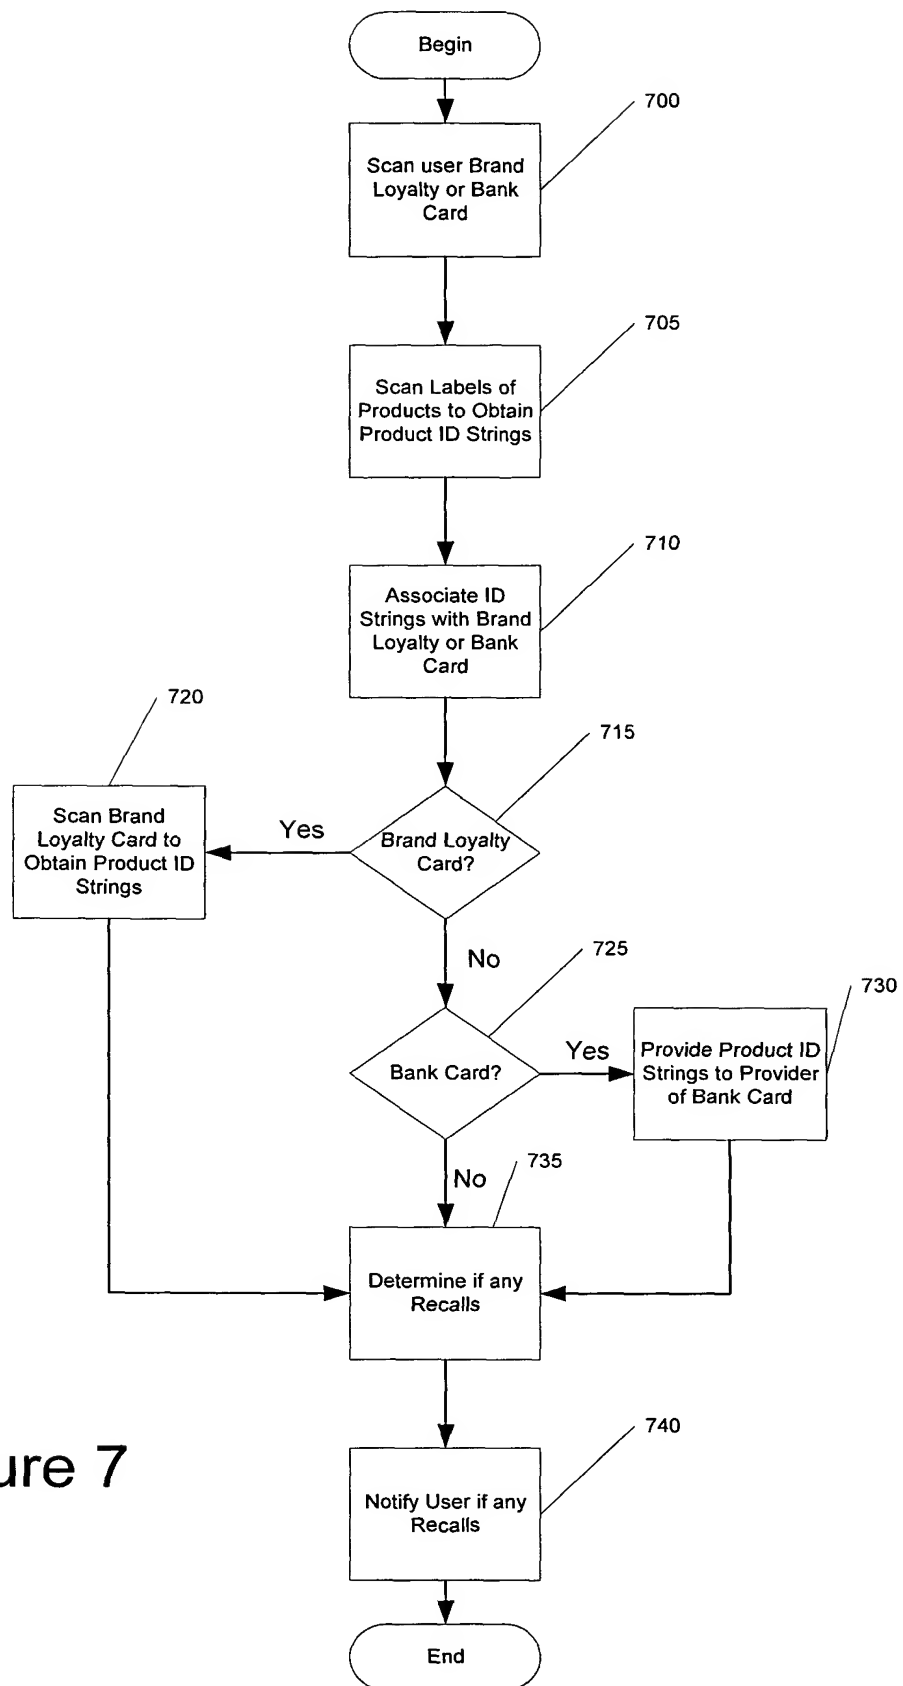 Begin
700
Scan user Brand
Loyalty or Bank
Card
705
Scan Labels of
Products to Obtain
Product ID Strings
710
Associate ID
Strings with Brand
Loyalty or Bank
Card
720
715
Scan Brand
Loyalty Card to
Obtain Product ID
Strings
Yes
Brand Loyalty
Card?
No
725
730
Bank Card?
Yes
Provide Product ID
Strings to Provider
of Bank Card
No
735
Determine if any
Recalls
740
ure 7
Notify User if any
Recalls
End